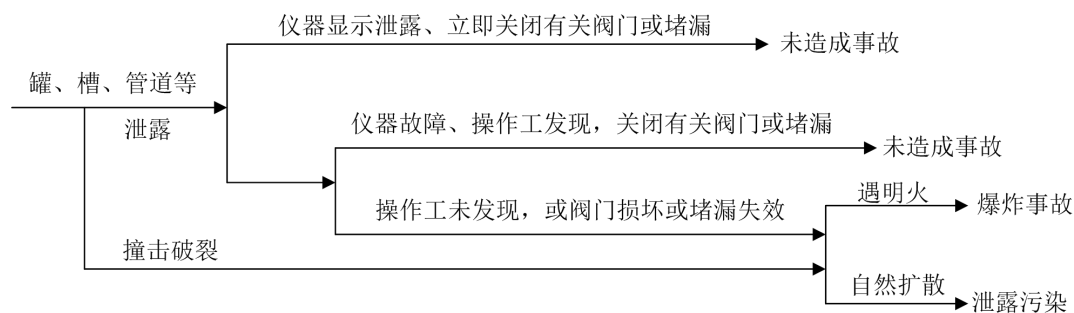 仪器显示泄露、立即关闭有关阀门或堵漏
未造成事故
罐、槽、管道等
泄露
仪器故障、操作工发现，关闭有关阀门或堵漏
未造成事故
遇明火
爆炸事故
操作工未发现，或阀门损坏或堵漏失效
撞击破裂
自然扩散
泄露污染